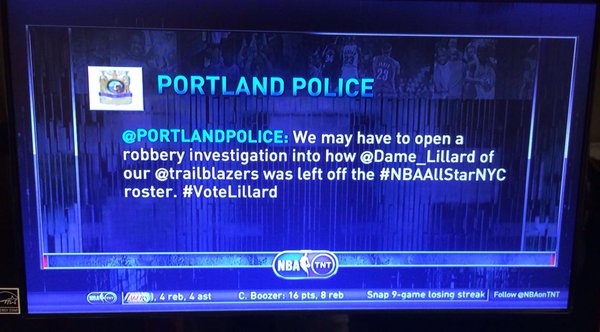 PORTLAND POLICE
@PORTLANDPOLICE: We may have to open a
robbery investigation into how @Dame_Lillard of
our @trailblazers was left off the #NBAAllStarNYC
roster. #VoteLillard
NBA TNT
NBA TNT ), 4 reb, 4 ast C. Boozer: 16 pts, 8 reb Snap 9-game losing streak Follow @NBAonTNT